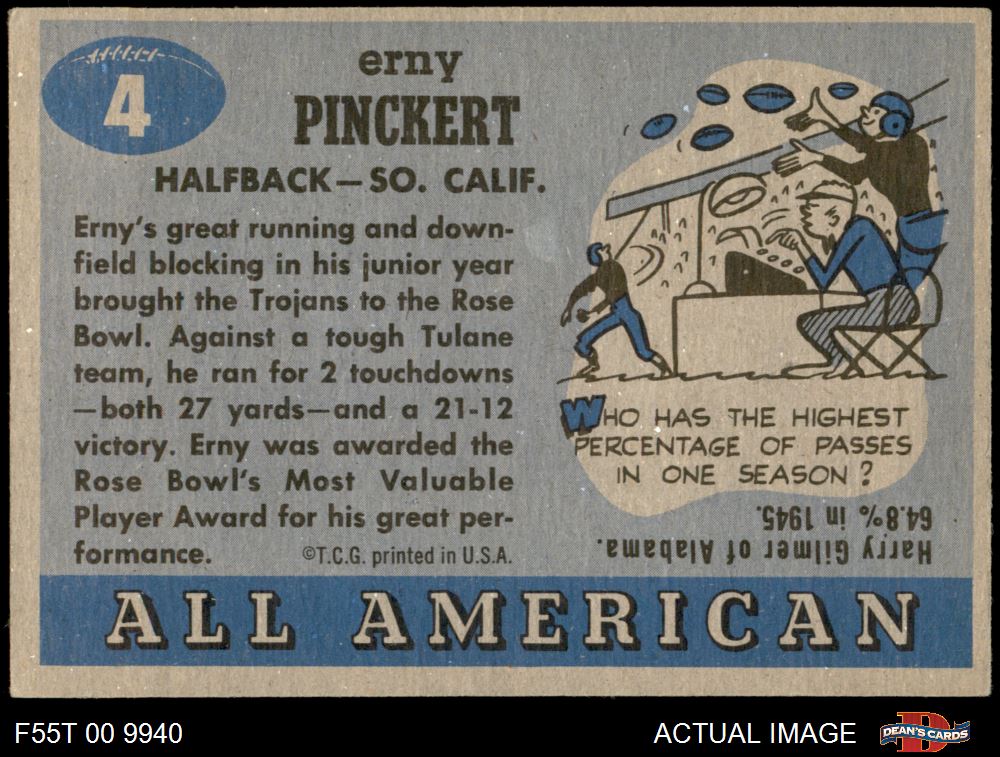 4
erny
PINCKERT
HALFBACK—SO. CALIF.
Erny's great running and down-
field blocking in his junior year
brought the Trojans to the Rose
Bowl. Against a tough Tulane
team, he ran for 2 touchdowns
—both 27 yards—and a 21-12
victory. Erny was awarded the
Rose Bowl's Most Valuable
Player Award for his great per-
formance.
©T.C.G. printed in U.S.A.
WHO HAS THE HIGHEST
PERCENTAGE OF PASSES
IN ONE SEASON?
Harry Gilmer of Alabama.
64.8% in 1945.
ALL AMERICAN
F55T 00 9940
ACTUAL IMAGE
D
DEAN'S CARDS